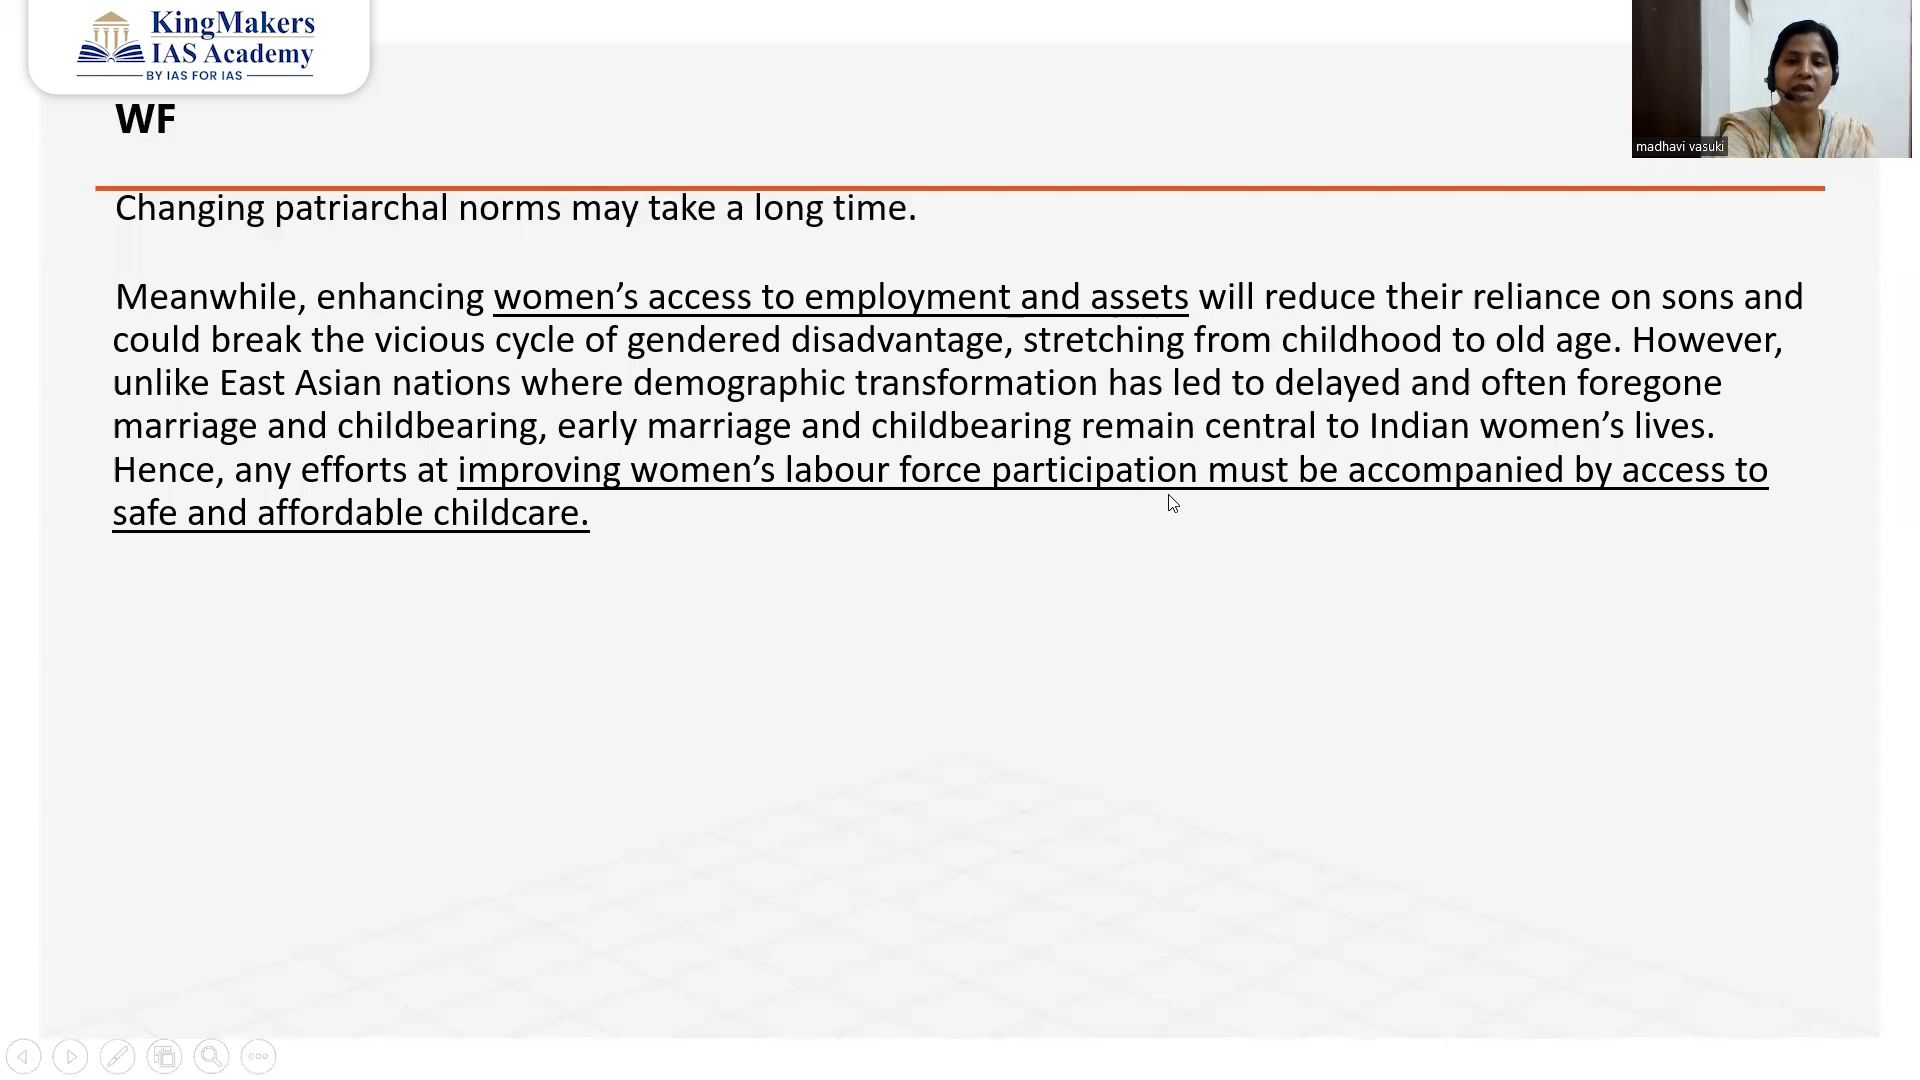 KingMakers
IAS Academy
BY IAS FOR IAS
madhavi vasuki
WF
Changing patriarchal norms may take a long time.
Meanwhile, enhancing women’s access to employment and assets will reduce their reliance on sons and
could break the vicious cycle of gendered disadvantage, stretching from childhood to old age. However,
unlike East Asian nations where demographic transformation has led to delayed and often foregone
marriage and childbearing, early marriage and childbearing remain central to Indian women’s lives.
Hence, any efforts at improving women’s labour force participation must be accompanied by access to
safe and affordable childcare.